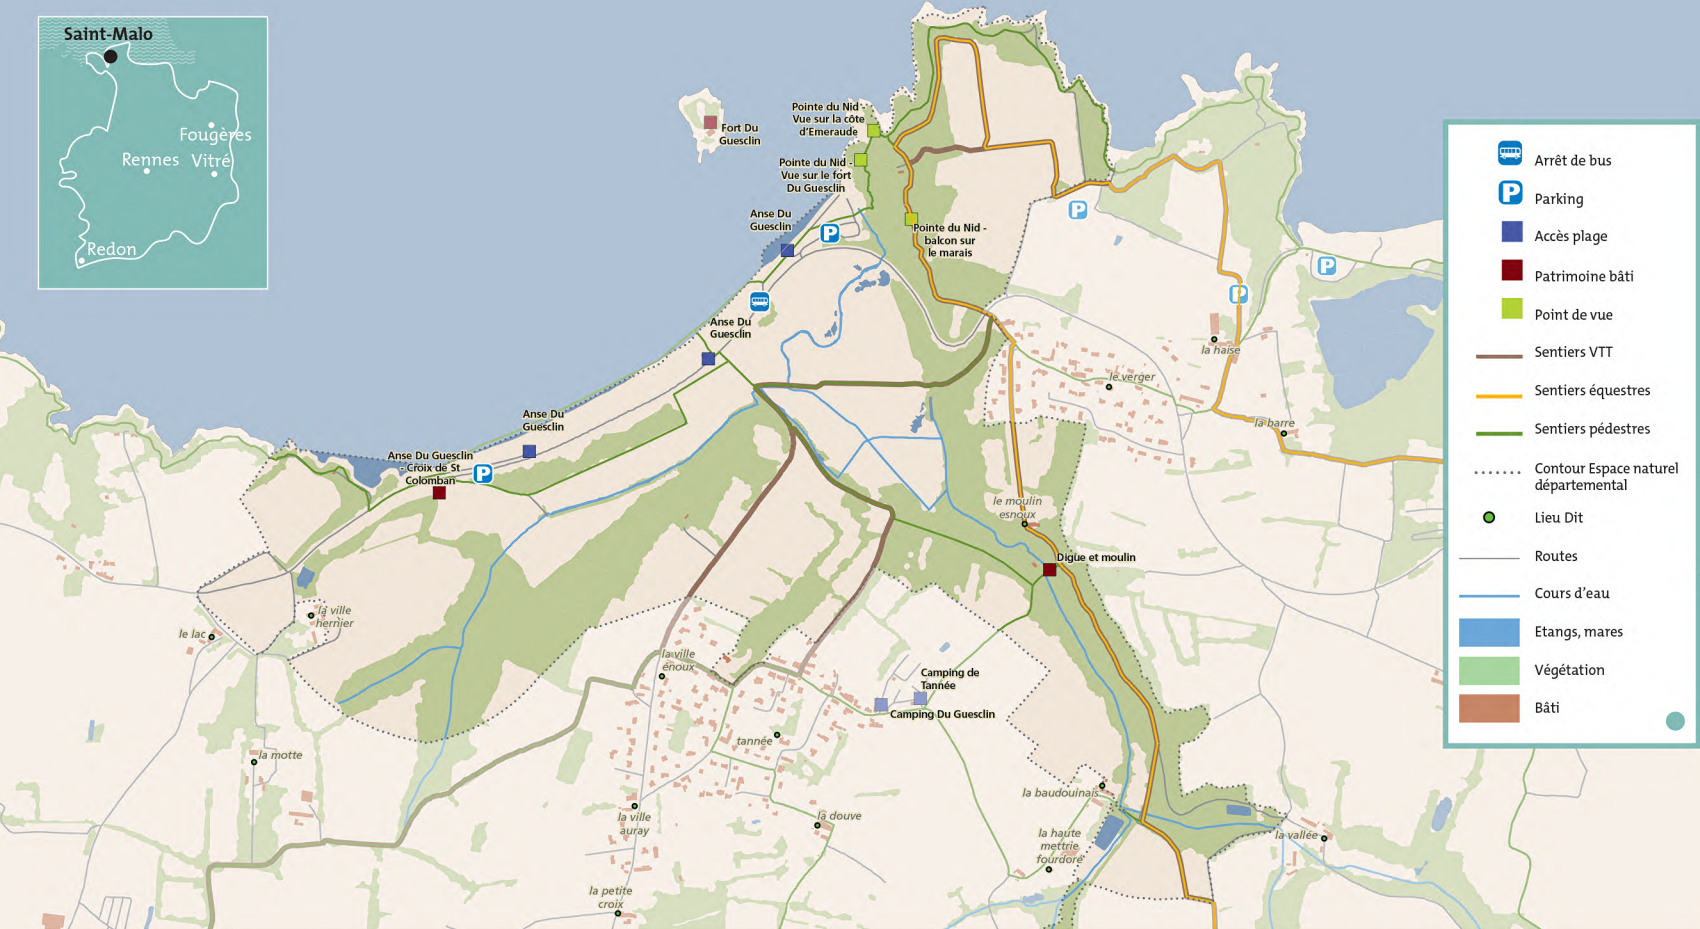 Saint-Malo
Fougères
Rennes
Vitré
Redon
Fort Du
Guesclin
Pointe du Nid -
Vue sur la côte
d'Emeraude
Pointe du Nid -
Vue sur le fort
Du Guesclin
Anse Du
Guesclin
P
Pointe du Nid -
balcon sur
le marais
P
P
P
Anse Du
Guesclin
la haise
le verger
la barre
Anse Du
Guesclin
Anse Du Guesclin
- Croix de St
Colomban
P
le moulin
esnoux
Digue et moulin
la ville
hernier
le lac
la ville
énoux
Camping de
Tannée
Camping Du Guesclin
tannée
la motte
la baudouinais
la ville
auray
la douve
la haute
mettrie
fourdoré
la vallée
la petite
croix
Arrêt de bus
P
Parking
Accès plage
Patrimoine bâti
Point de vue
Sentiers VTT
Sentiers équestres
Sentiers pédestres
Contour Espace naturel
départemental
Lieu Dit
Routes
Cours d'eau
Etangs, mares
Végétation
Bâti